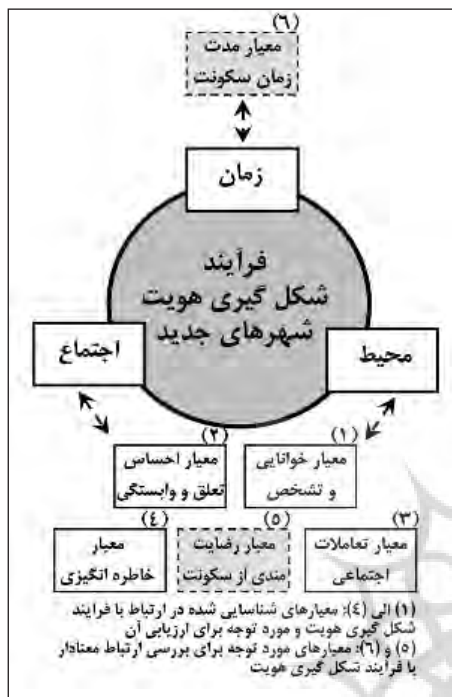 (۶)
معیار مدت
زمان سکونت
زمان
فرآیند
شکل گیری هویت
شهرهای جدید
محیط
اجتماع
(۱)
معیار خوانایی
و تشخص
(۲)
معیار احساس
تعلق و وابستگی
(۳)
معیار تعاملات
اجتماعی
(۵)
معیار رضایت
مندی از سکونت
(۴)
معیار
خاطره انگیزی
(۱) الی (۴): معیارهای شناسایی شده در ارتباط با فرایند
شکل گیری هویت و مورد توجه برای ارزیابی آن
(۵) و (۶): معیارهای مورد توجه برای بررسی ارتباط معنادار
با فرآیند شکل گیری هویت